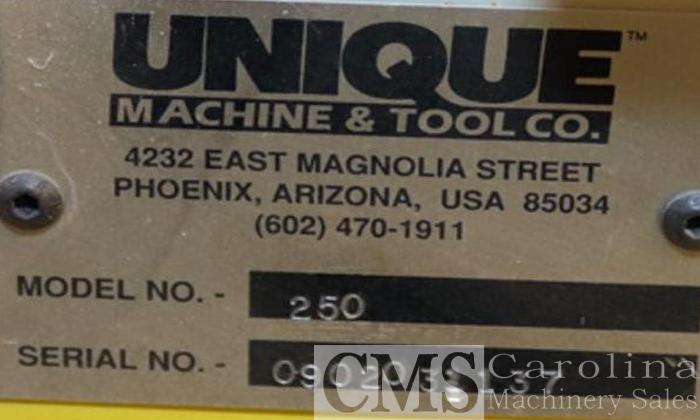 UNIQUE™
MACHINE & TOOL CO.
4232 EAST MAGNOLIA STREET
PHOENIX, ARIZONA, USA 85034
(602) 470-1911
MODEL NO. - 250
SERIAL NO. -
CMS Carolina
Machinery Sales